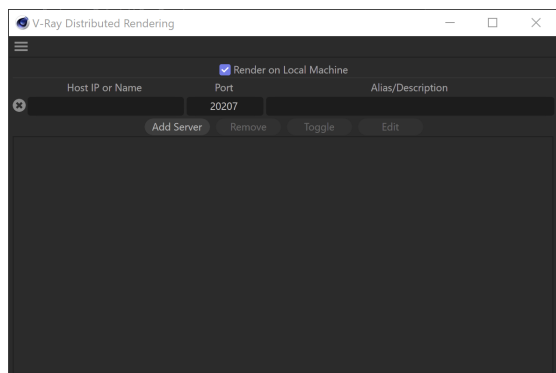 V-Ray Distributed Rendering
Render on Local Machine
Host IP or Name Port Alias/Description
20207
Add Server Remove Toggle Edit